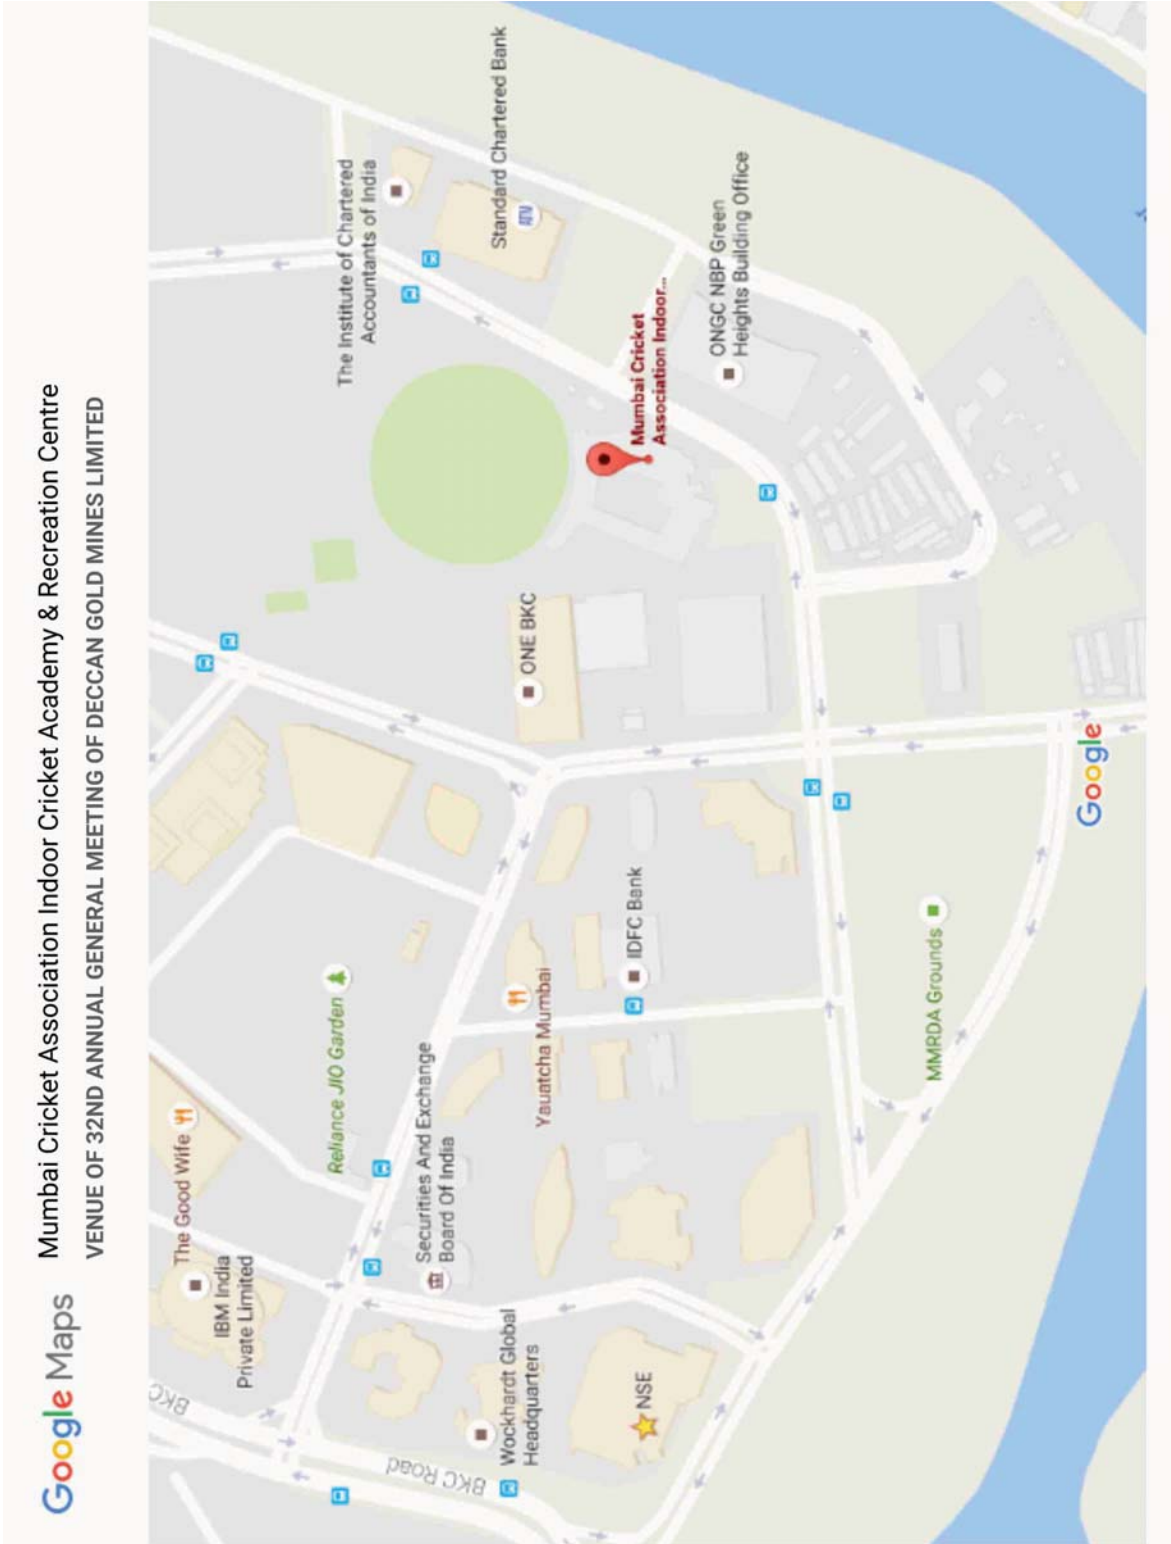 Google Maps
Mumbai Cricket Association Indoor Cricket Academy & Recreation Centre
VENUE OF 32ND ANNUAL GENERAL MEETING OF DECCAN GOLD MINES LIMITED
BKC
IBM India
Private Limited
The Good Wife
Reliance JIO Garden
The Institute of Chartered
Accountants of India
BKC Road
Securities And Exchange
Board Of India
Standard Chartered Bank
ATM
Wockhardt Global
Headquarters
Yauatcha Mumbai
ONE BKC
NSE
IDFC Bank
Mumbai Cricket
Association Indoor...
ONGC NBP Green
Heights Building Office
MMRDA Grounds
Google